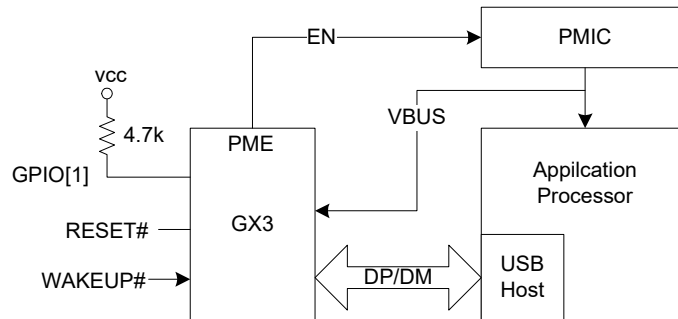 EN
PMIC
vcc
4.7k
VBUS
PME
GPIO[1]
Appilcation
Processor
RESET#
GX3
WAKEUP#
DP/DM
USB
Host